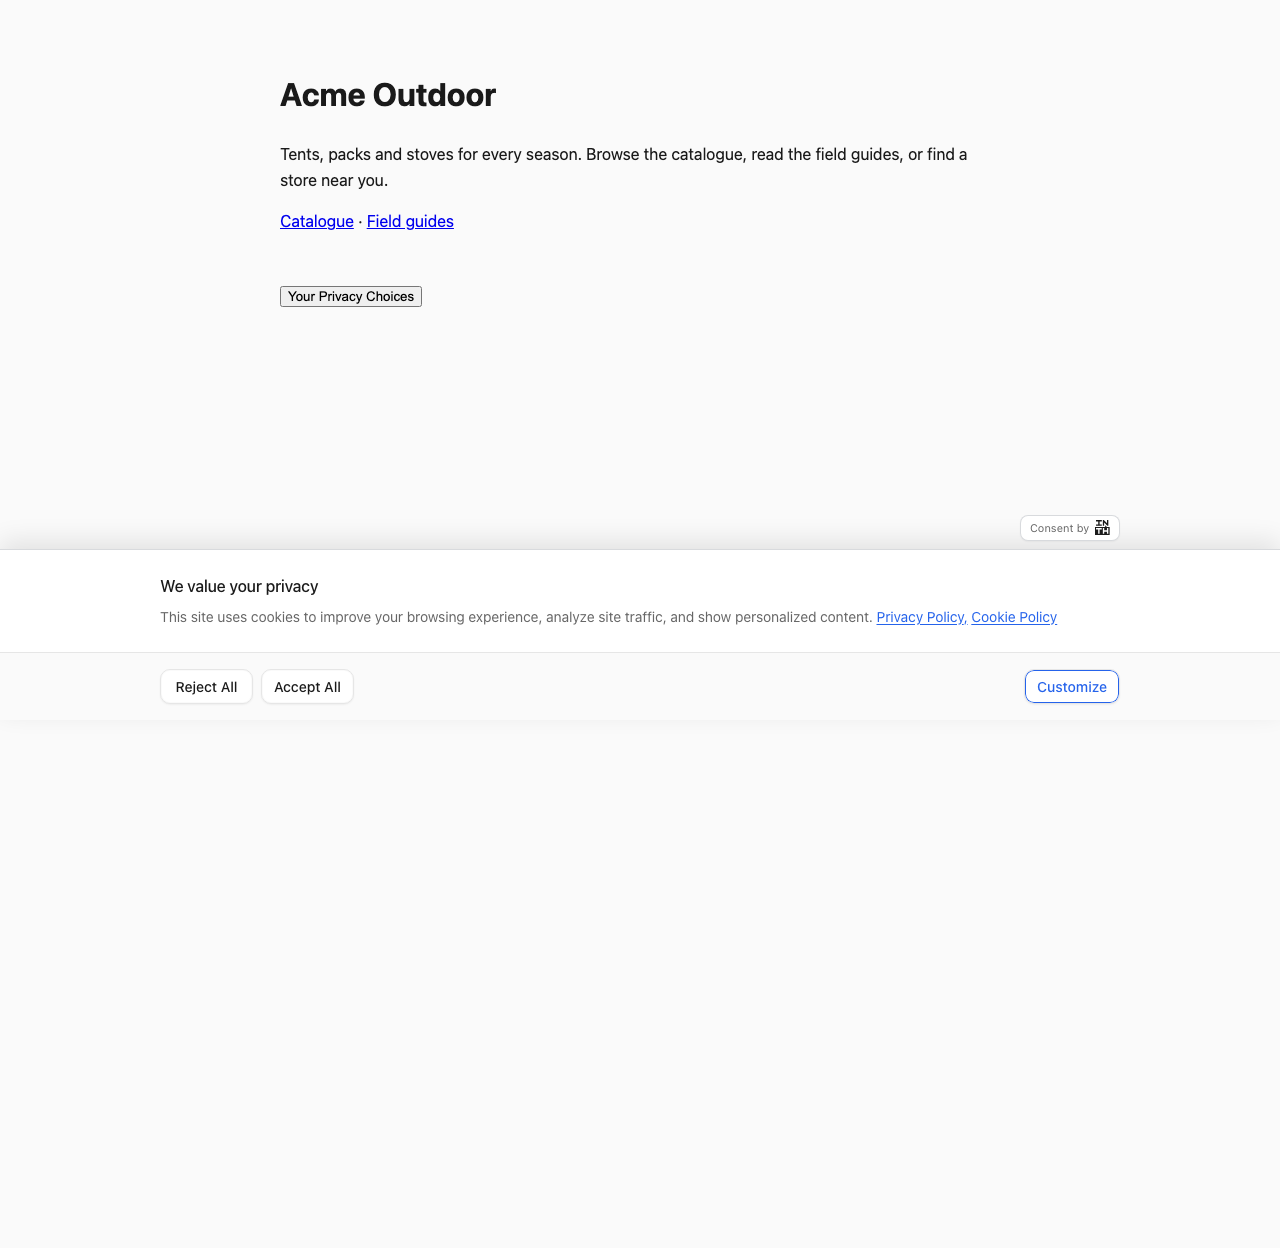 Acme Outdoor
Tents, packs and stoves for every season. Browse the catalogue, read the field guides, or find a
store near you.
Catalogue · Field guides
Your Privacy Choices
Consent by IN
TH
We value your privacy
This site uses cookies to improve your browsing experience, analyze site traffic, and show personalized content. Privacy Policy, Cookie Policy
Reject All Accept All Customize